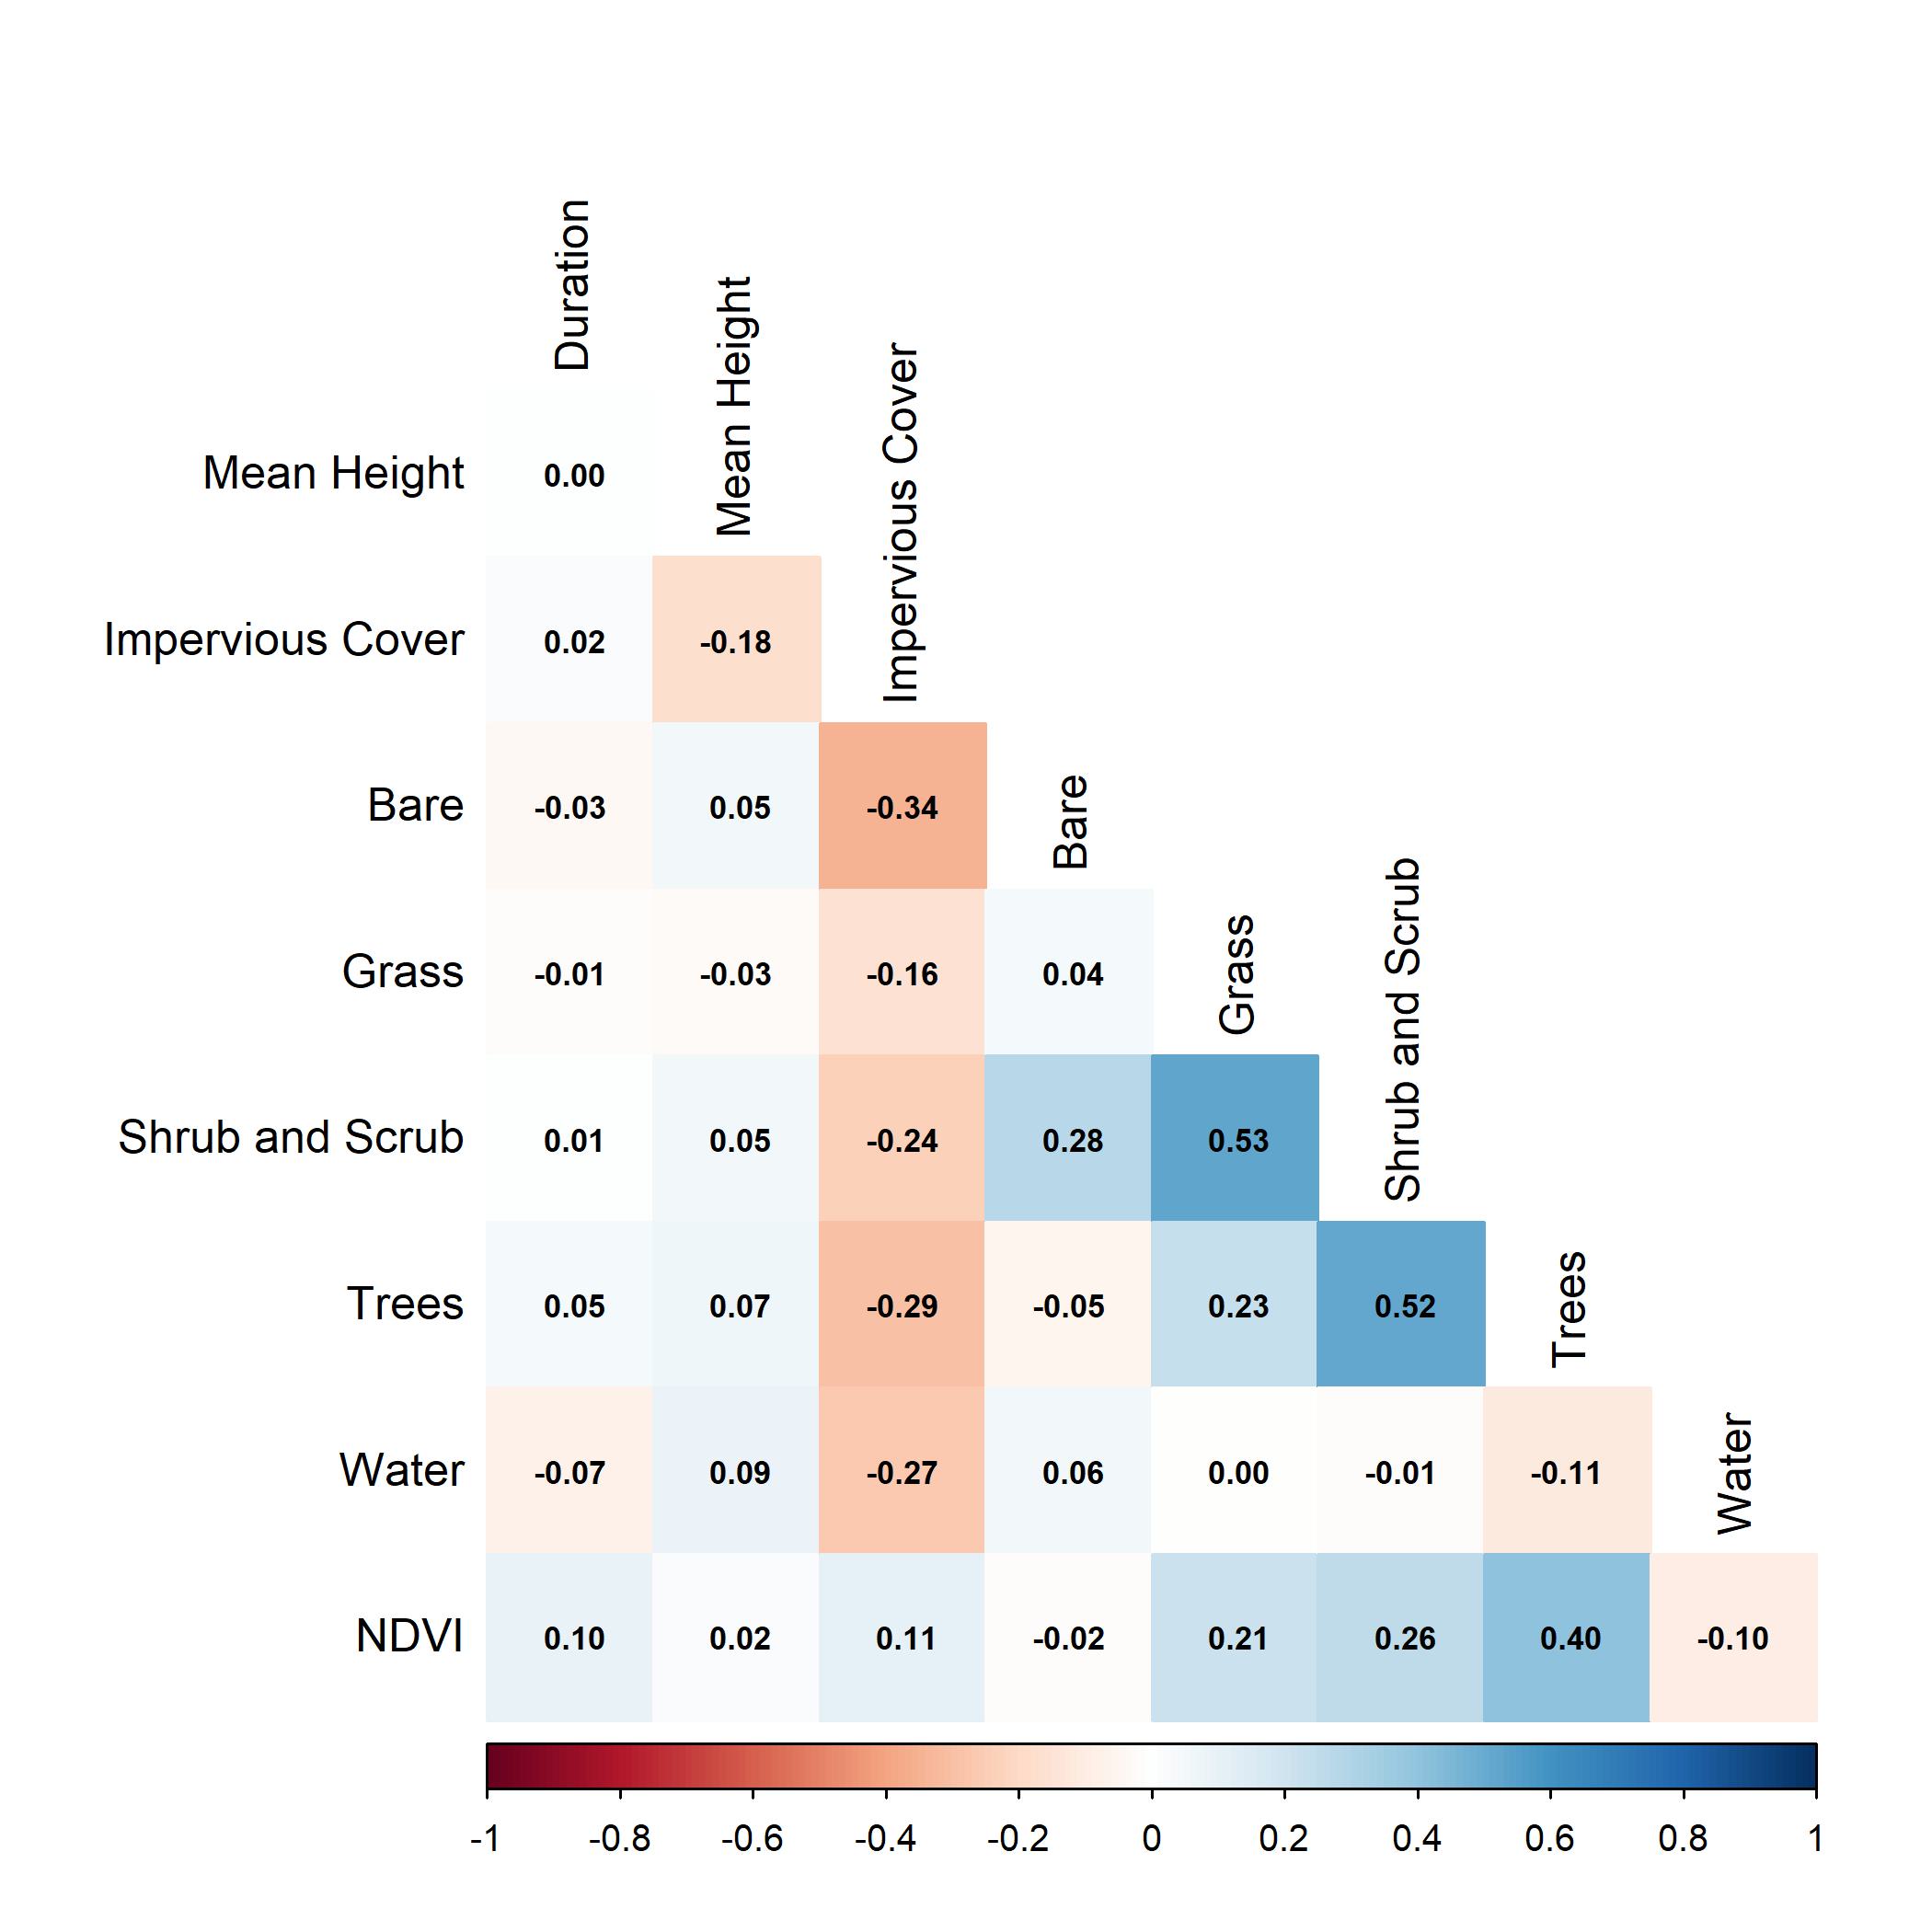 Duration
Mean Height
Impervious Cover
Bare
Grass
Shrub and Scrub
Trees
Water
Mean Height 0.00
Impervious Cover 0.02 -0.18
Bare -0.03 0.05 -0.34
Grass -0.01 -0.03 -0.16 0.04
Shrub and Scrub 0.01 0.05 -0.24 0.28 0.53
Trees 0.05 0.07 -0.29 -0.05 0.23 0.52
Water -0.07 0.09 -0.27 0.06 0.00 -0.01 -0.11
NDVI 0.10 0.02 0.11 -0.02 0.21 0.26 0.40 -0.10
-1 -0.8 -0.6 -0.4 -0.2 0 0.2 0.4 0.6 0.8 1